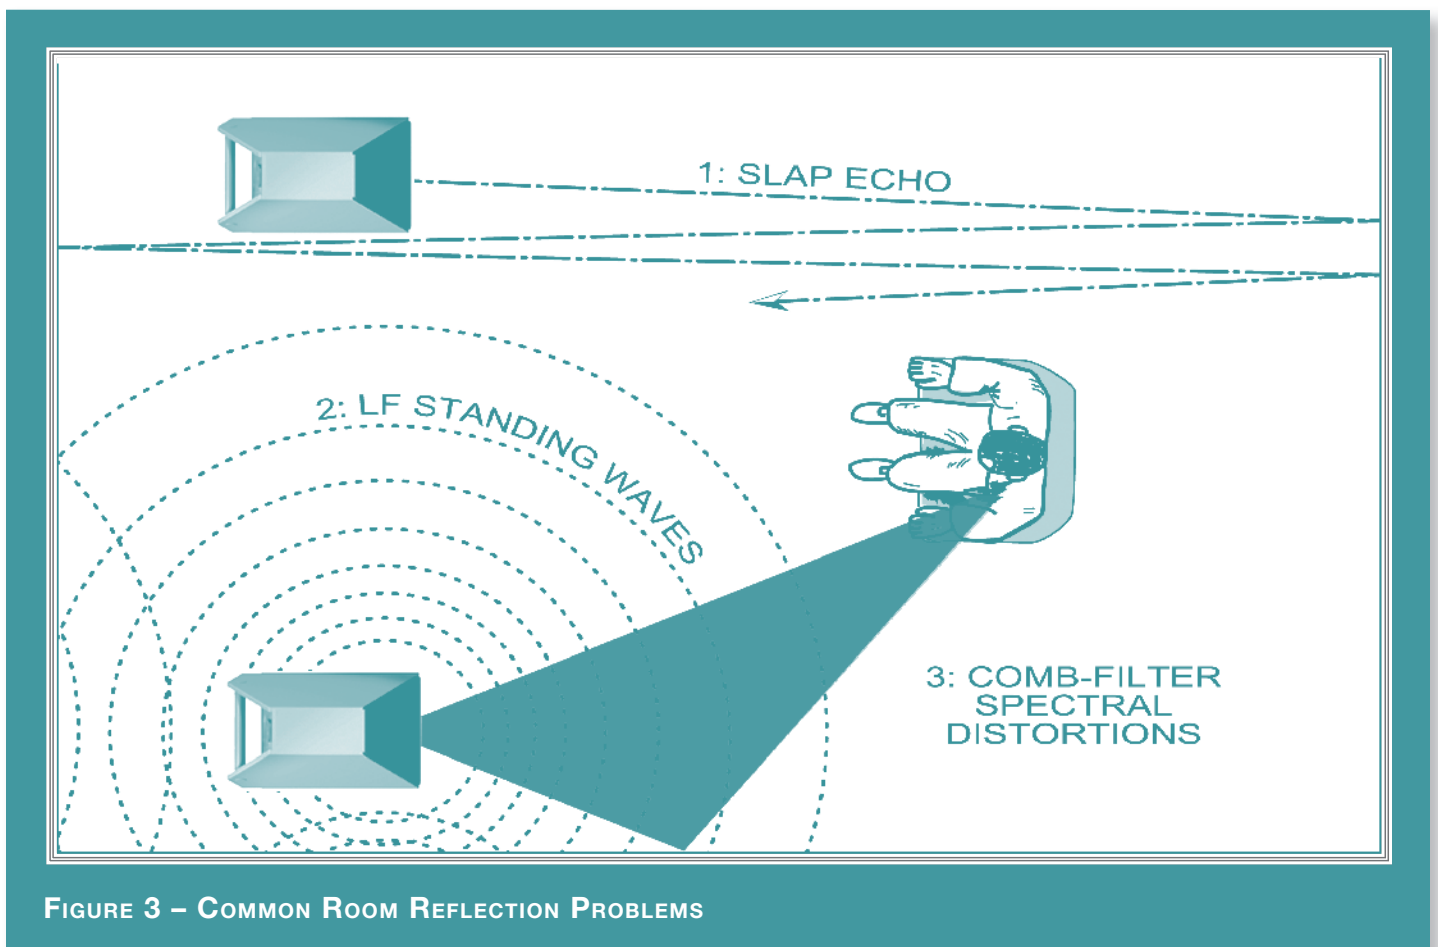 1: SLAP ECHO
2: LF STANDING WAVES
3: COMB-FILTER
SPECTRAL
DISTORTIONS
FIGURE 3 – COMMON ROOM REFLECTION PROBLEMS